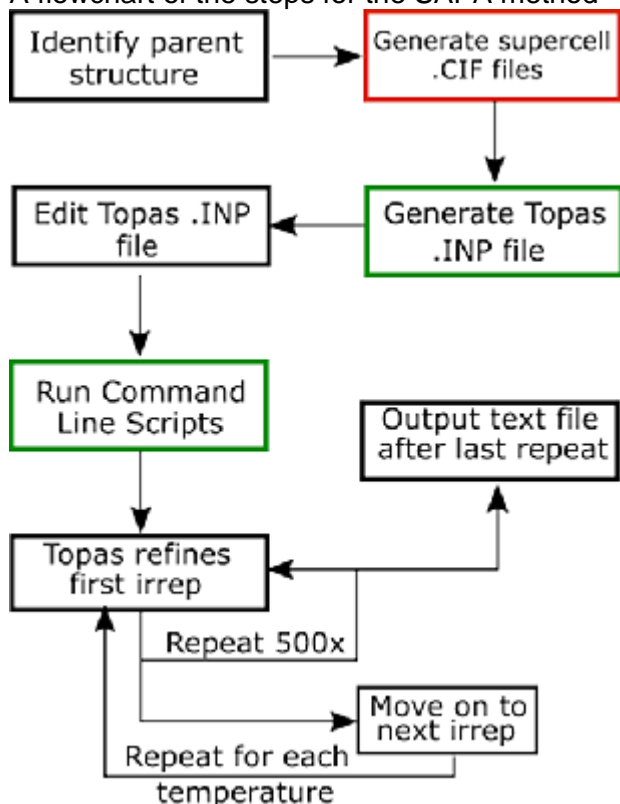 A flowchart of the steps for the SAPA method
Identify parent
structure
Generate supercell
.CIF files
Edit Topas .INP
file
Generate Topas
.INP file
Run Command
Line Scripts
Output text file
after last repeat
Topas refines
first irrep
Repeat 500x
Move on to
next irrep
Repeat for each
temperature